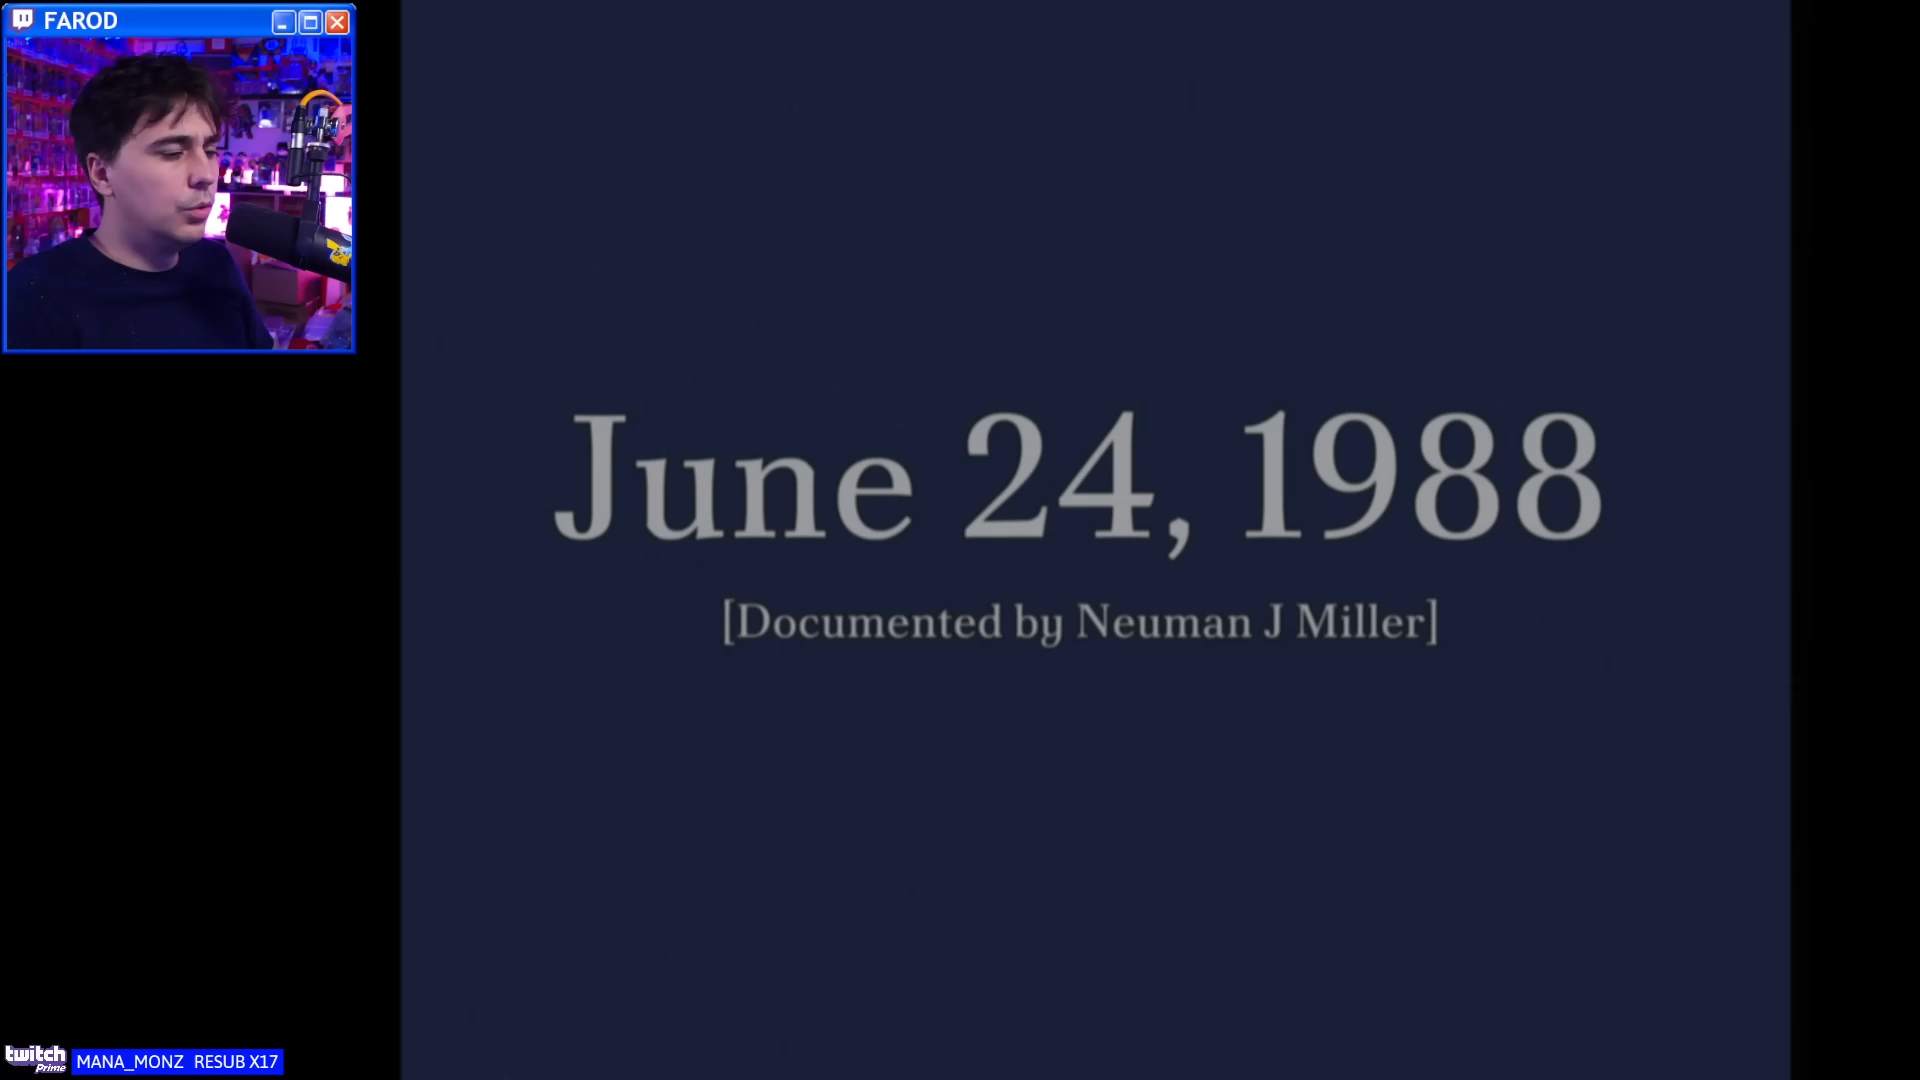 FAROD
June 24, 1988
[Documented by Neuman J Miller]
twitch
Prime
MANA_MONZ RESUB X17